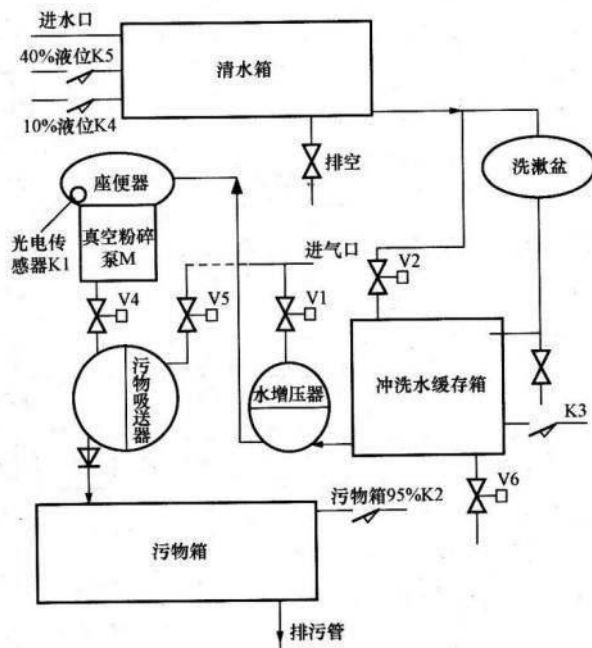 进水口
40%液位K5
10%液位K4
清水箱
排空
洗漱盆
座便器
光电传
感器K1
真空粉碎
泵M
进气口
V2
V4
V5
V1
污物吸送器
水增压器
冲洗水缓存箱
K3
V6
污物箱95%K2
污物箱
排污管